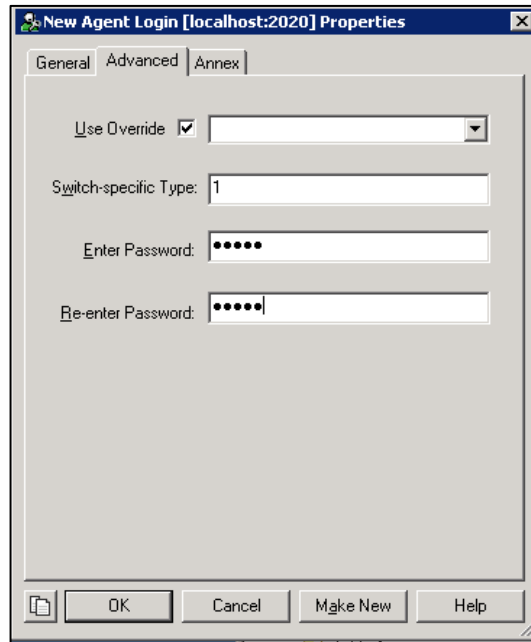 New Agent Login [localhost:2020] Properties
General Advanced Annex
Use Override
Switch-specific Type: 1
Enter Password: •••••
Re-enter Password: •••••
OK Cancel Make New Help